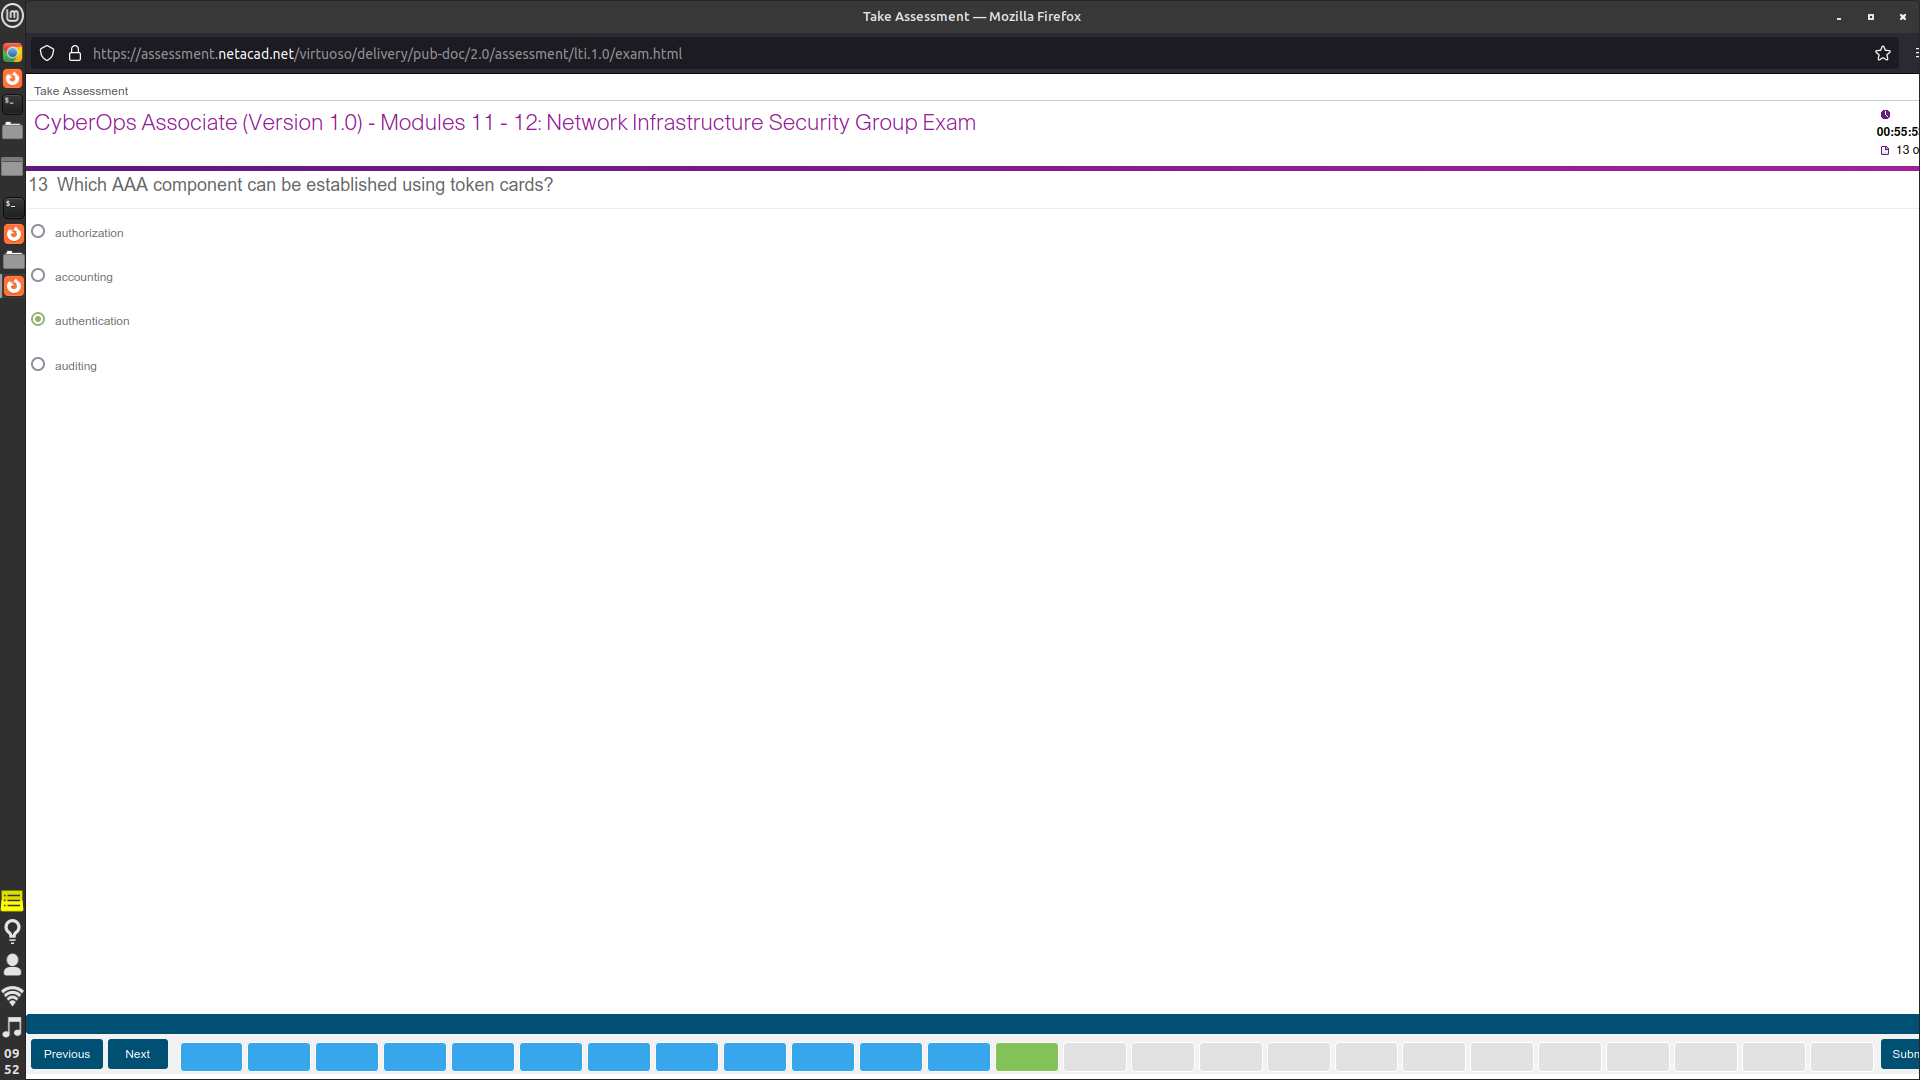 Take Assessment — Mozilla Firefox
https://assessment.netacad.net/virtuoso/delivery/pub-doc/2.0/assessment/lti.1.0/exam.html
Take Assessment
CyberOps Associate (Version 1.0) - Modules 11 - 12: Network Infrastructure Security Group Exam
00:55:5
13 o
13 Which AAA component can be established using token cards?
authorization
accounting
authentication
auditing
Previous
Next
Subm
09
52